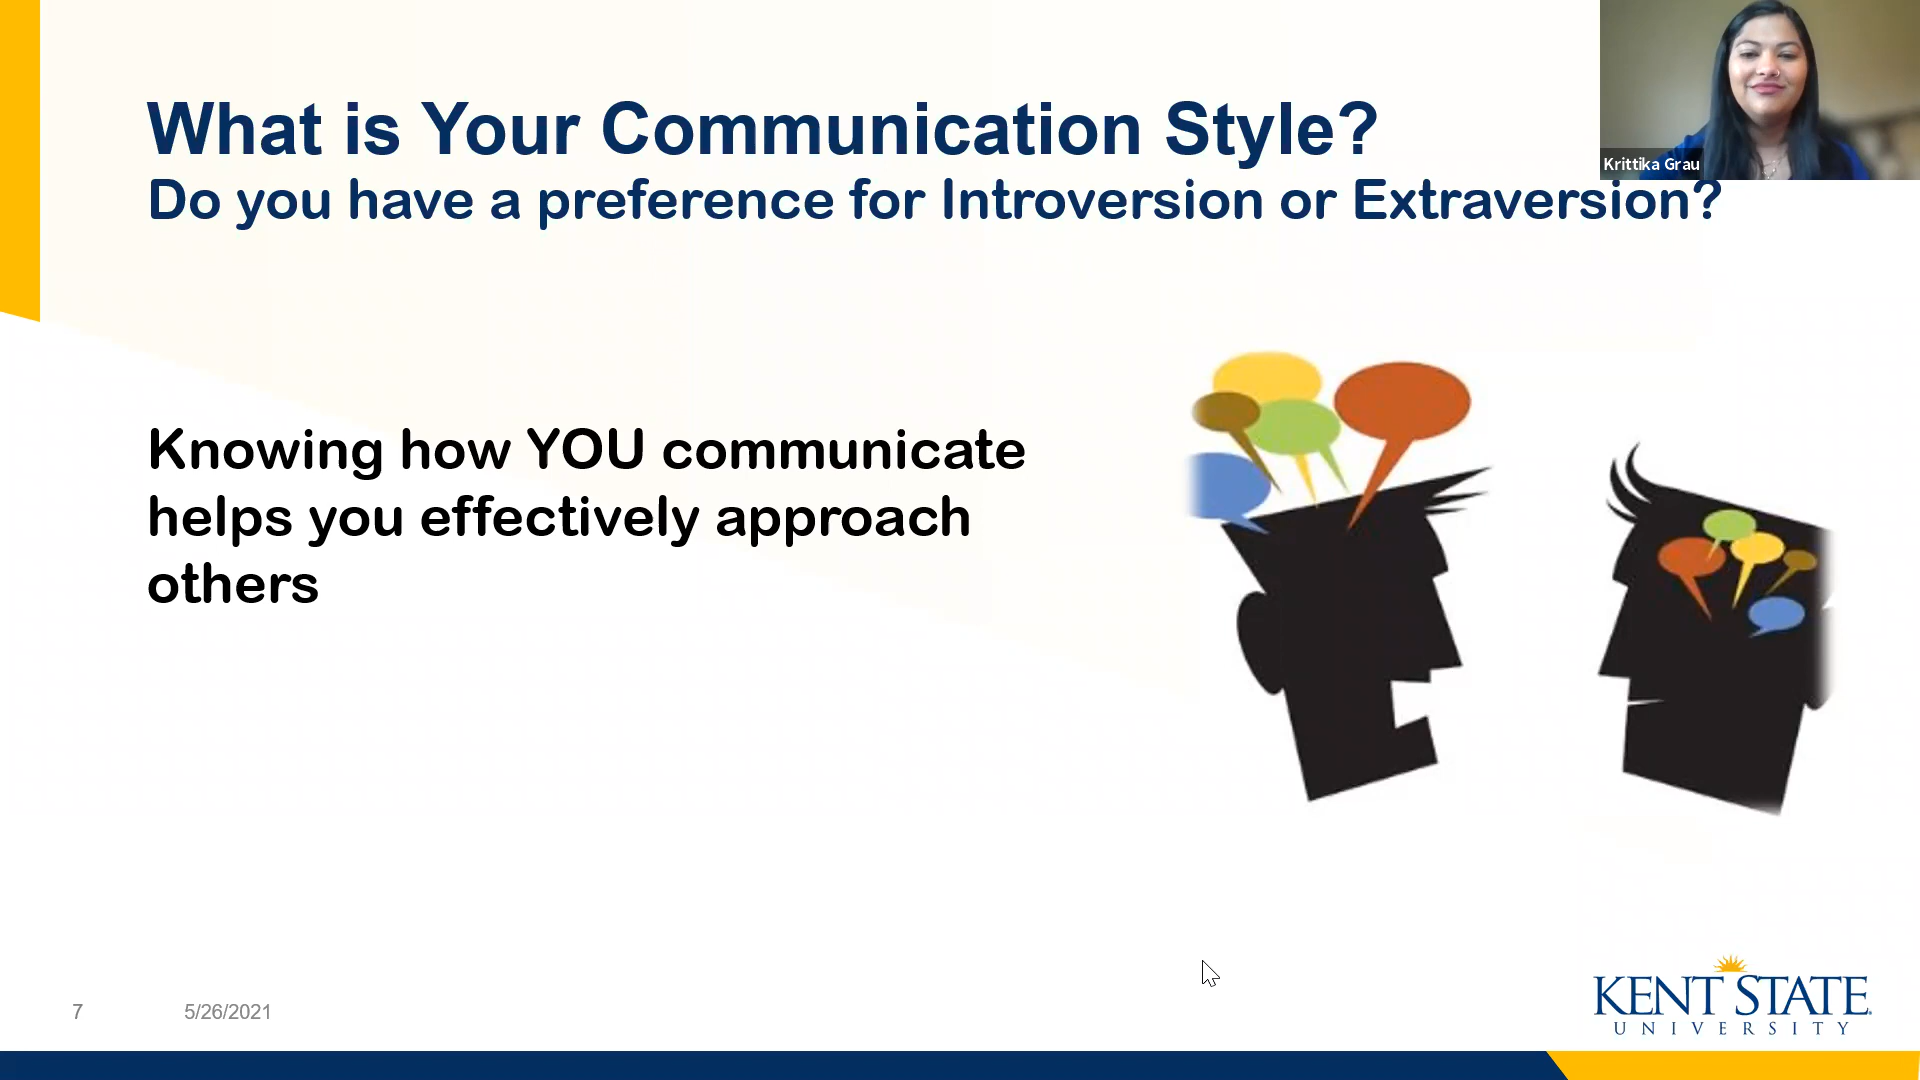 What is Your Communication Style?
Krittika Grau
Do you have a preference for Introversion or Extraversion?
Knowing how YOU communicate
helps you effectively approach
others
7
5/26/2021
KENT STATE
UNIVERSITY